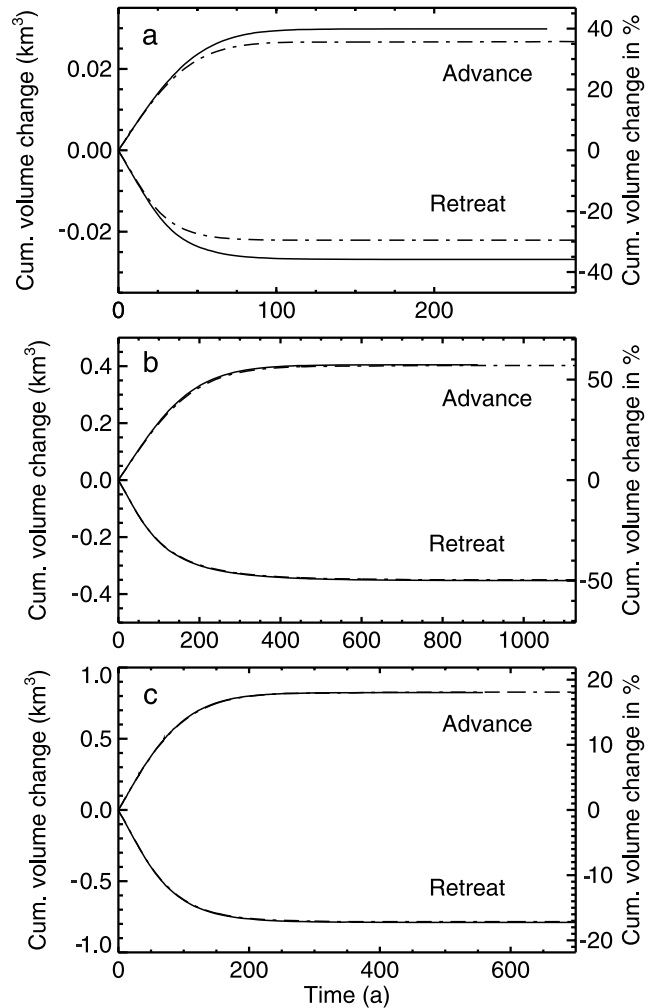 a
Cum. volume change (km³)
0.02
0.00
-0.02
Advance
Retreat
40
20
0
-20
-40
Cum. volume change in %
0 50 100 200
b
Cum. volume change (km³)
0.4
0.2
0.0
-0.2
-0.4
Advance
Retreat
50
0
-50
Cum. volume change in %
0 200 400 600 800 1000
c
Cum. volume change (km³)
1.0
0.5
0.0
-0.5
-1.0
Advance
Retreat
20
10
0
-10
-20
Cum. volume change in %
0 200 400 600
Time (a)